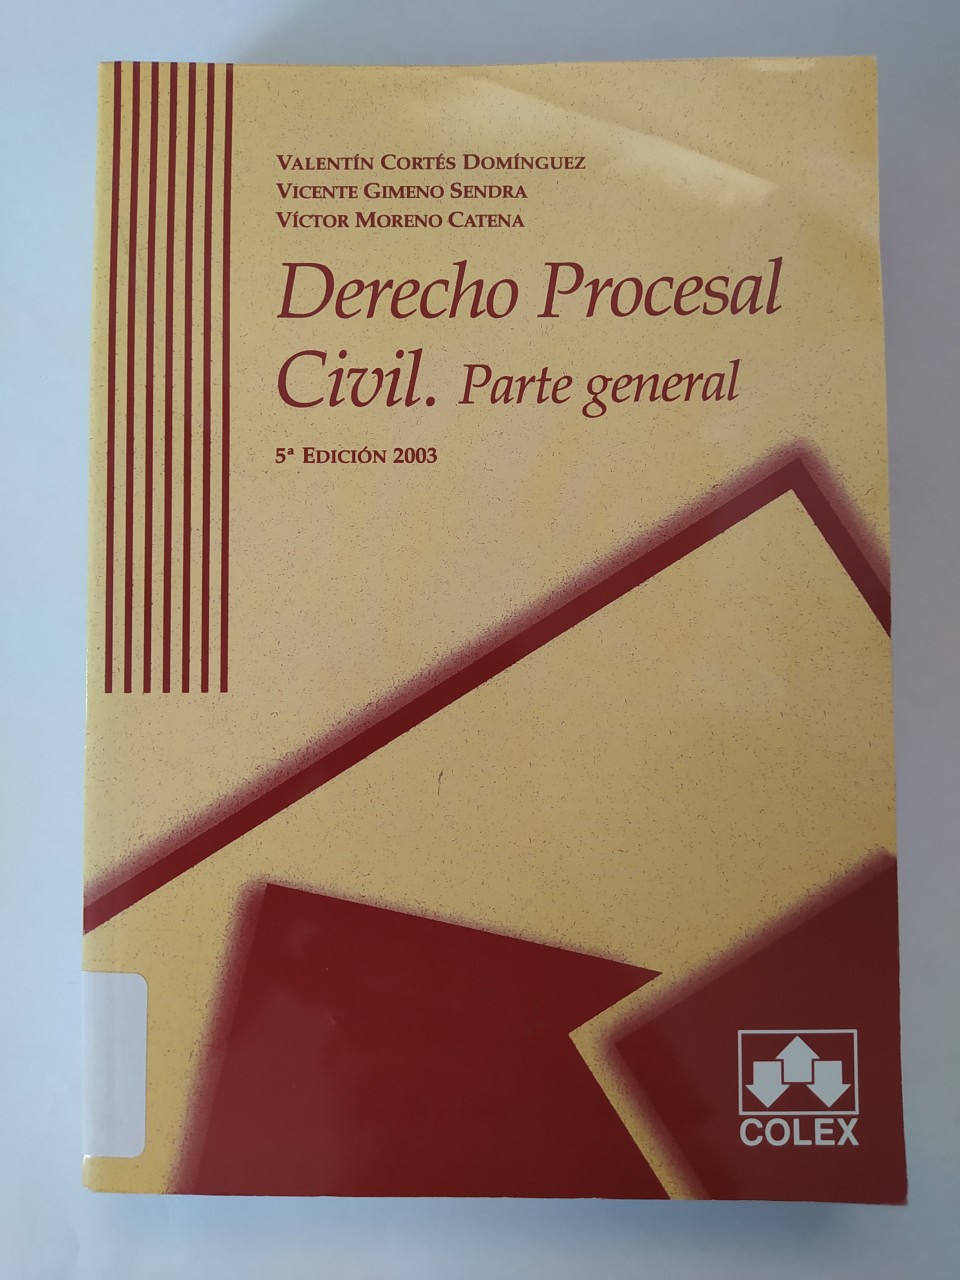 VALENTÍN CORTÉS DOMÍNGUEZ
VICENTE GIMENO SENDRA
VÍCTOR MORENO CATENA
Derecho Procesal
Civil. Parte general
5ª EDICIÓN 2003
COLEX